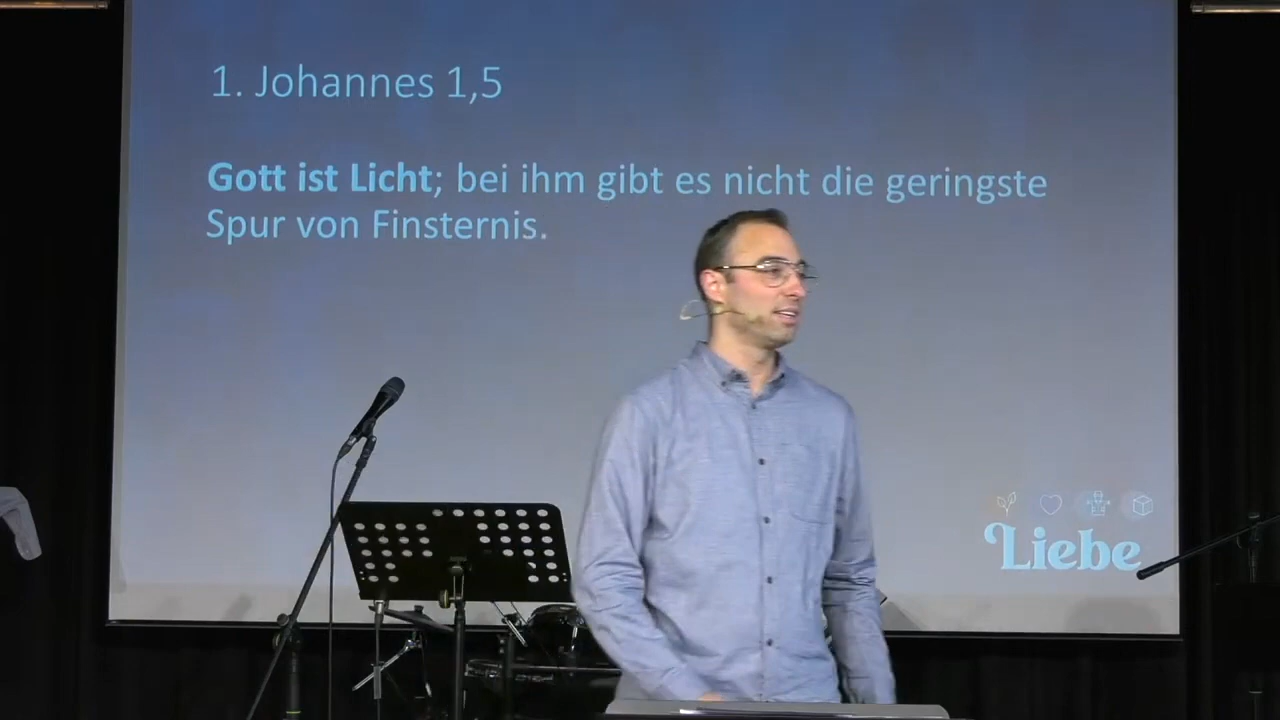 1. Johannes 1,5
Gott ist Licht; bei ihm gibt es nicht die geringste
Spur von Finsternis.
Liebe